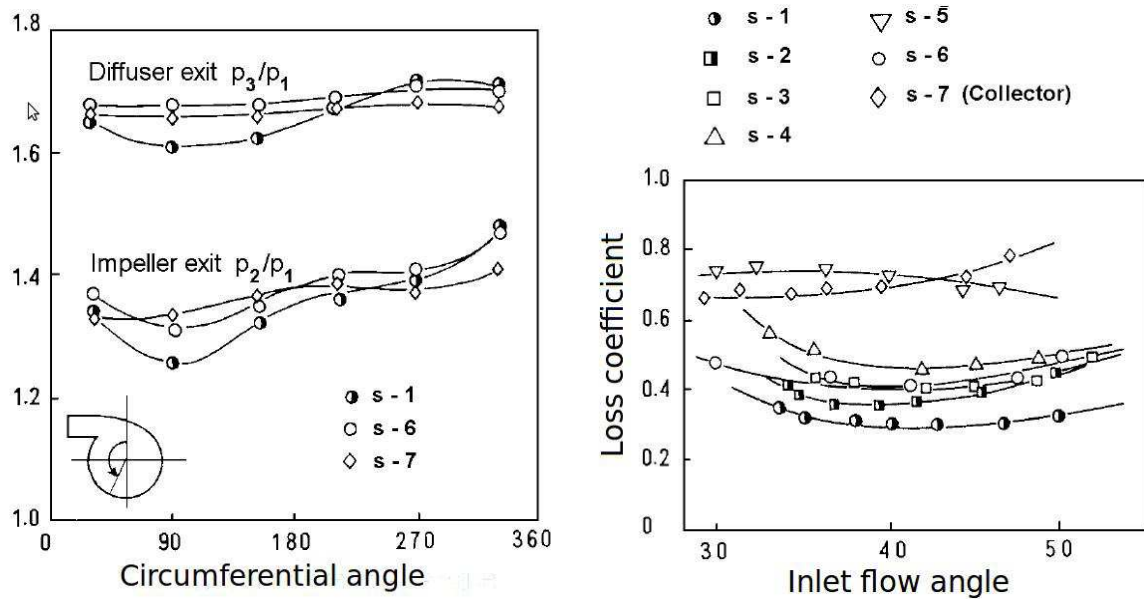 1.8
Diffuser exit p3/p1
1.6
1.4
Impeller exit p2/p1
1.2
s - 1
s - 6
s - 7
1.0
0 90 180 270 360
Circumferential angle
s - 1
s - 2
s - 3
s - 4
s - 5
s - 6
s - 7 (Collector)
Loss coefficient
1.0
0.8
0.6
0.4
0.2
0
30 40 50
Inlet flow angle